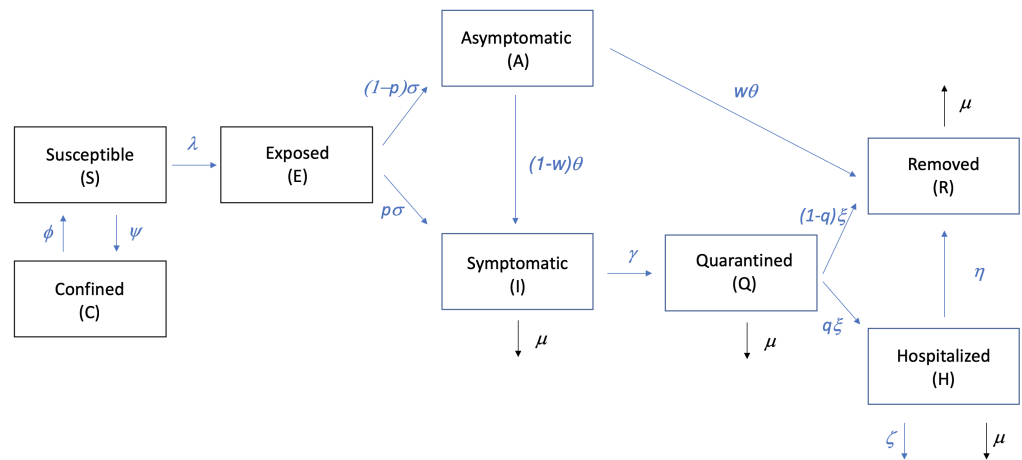 Asymptomatic
(A)
(1–p)σ
wθ
μ
Susceptible
(S)
λ
Exposed
(E)
(1-w)θ
Removed
(R)
pσ
(1-q)ξ
ϕ
ψ
Confined
(C)
Symptomatic
(I)
γ
Quarantined
(Q)
η
qξ
μ
μ
Hospitalized
(H)
ζ
μ